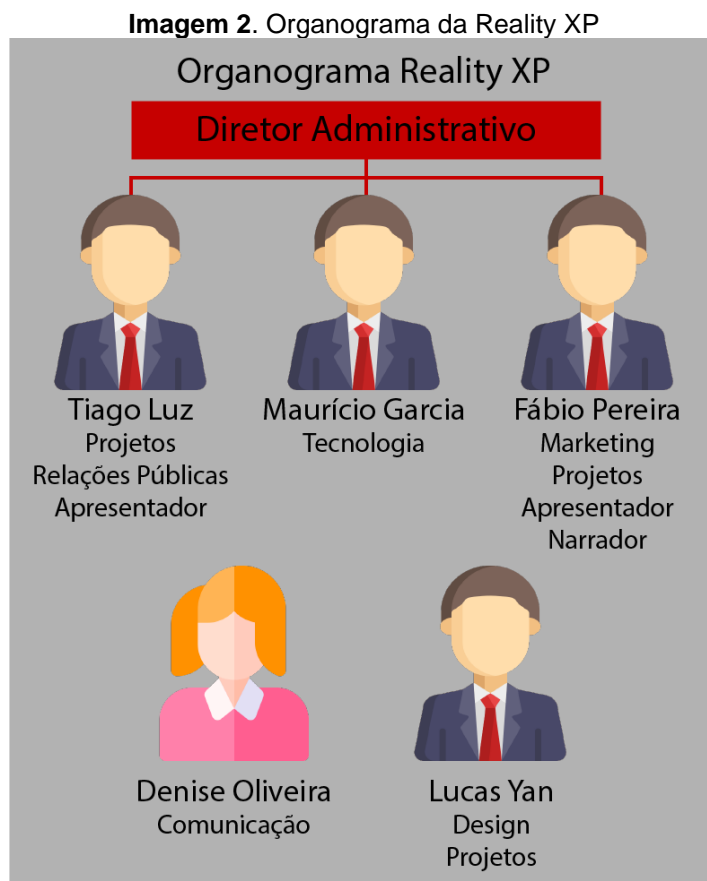 Imagem 2. Organograma da Reality XP
Organograma Reality XP
Diretor Administrativo
Tiago Luz
Projetos
Relações Públicas
Apresentador
Maurício Garcia
Tecnologia
Fábio Pereira
Marketing
Projetos
Apresentador
Narrador
Denise Oliveira
Comunicação
Lucas Yan
Design
Projetos